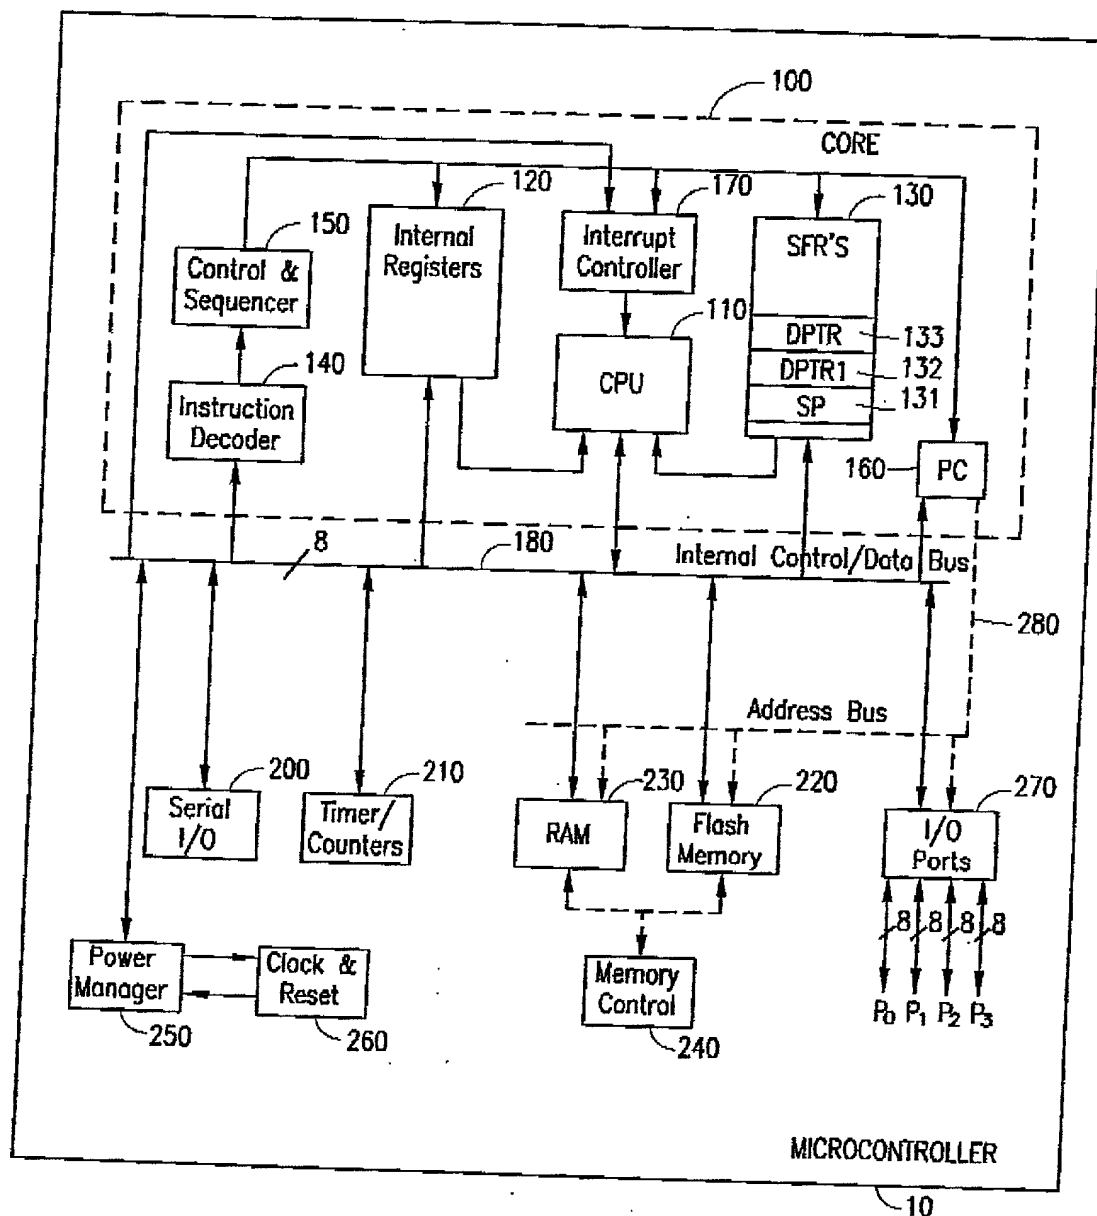 100
CORE
120
170
130
150
Internal
Registers
Interrupt
Controller
SFR'S
Control &
Sequencer
110
DPTR
133
140
CPU
DPTR1
132
SP
131
Instruction
Decoder
160
PC
8
180
Internal Control/Data Bus
280
Address Bus
200
210
230
220
270
Serial
I/O
Timer/
Counters
RAM
Flash
Memory
I/O
Ports
8
8
8
8
Power
Manager
Clock &
Reset
Memory
Control
P0 P1 P2 P3
250
260
240
MICROCONTROLLER
10